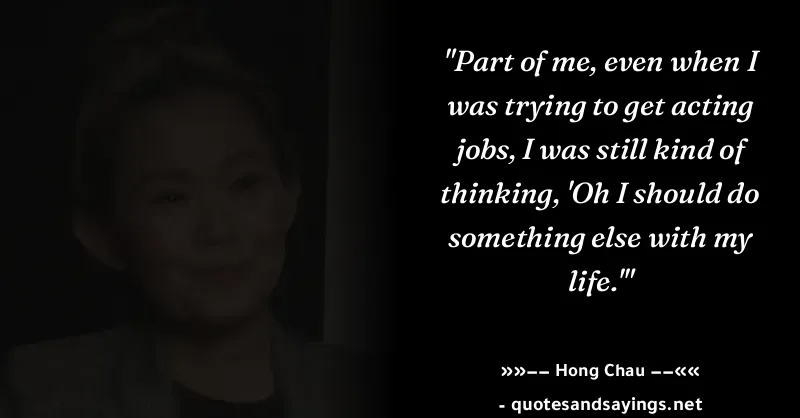 "Part of me, even when I
was trying to get acting
jobs, I was still kind of
thinking, 'Oh I should do
something else with my
life.'"
»»−− Hong Chau −−««
- quotesandsayings.net